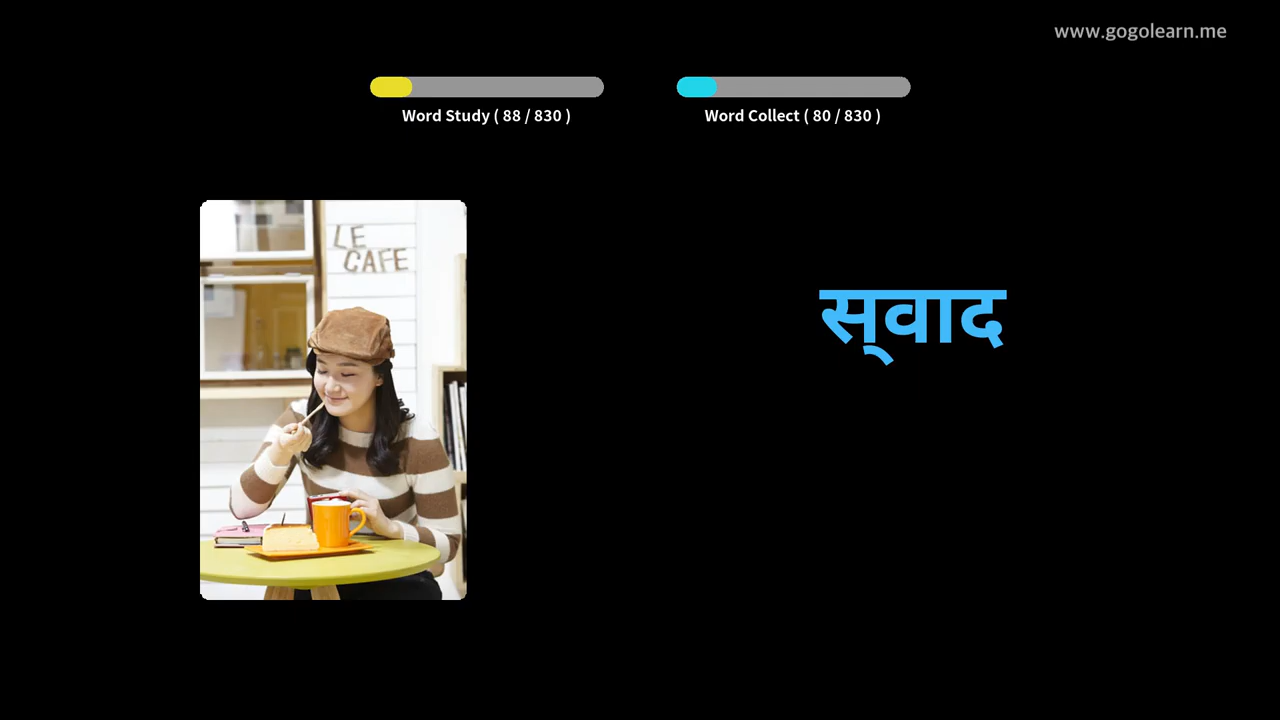 www.gogolearn.me
Word Study ( 88 / 830 )
Word Collect ( 80 / 830 )
LE
CAFE
स्‌वाद